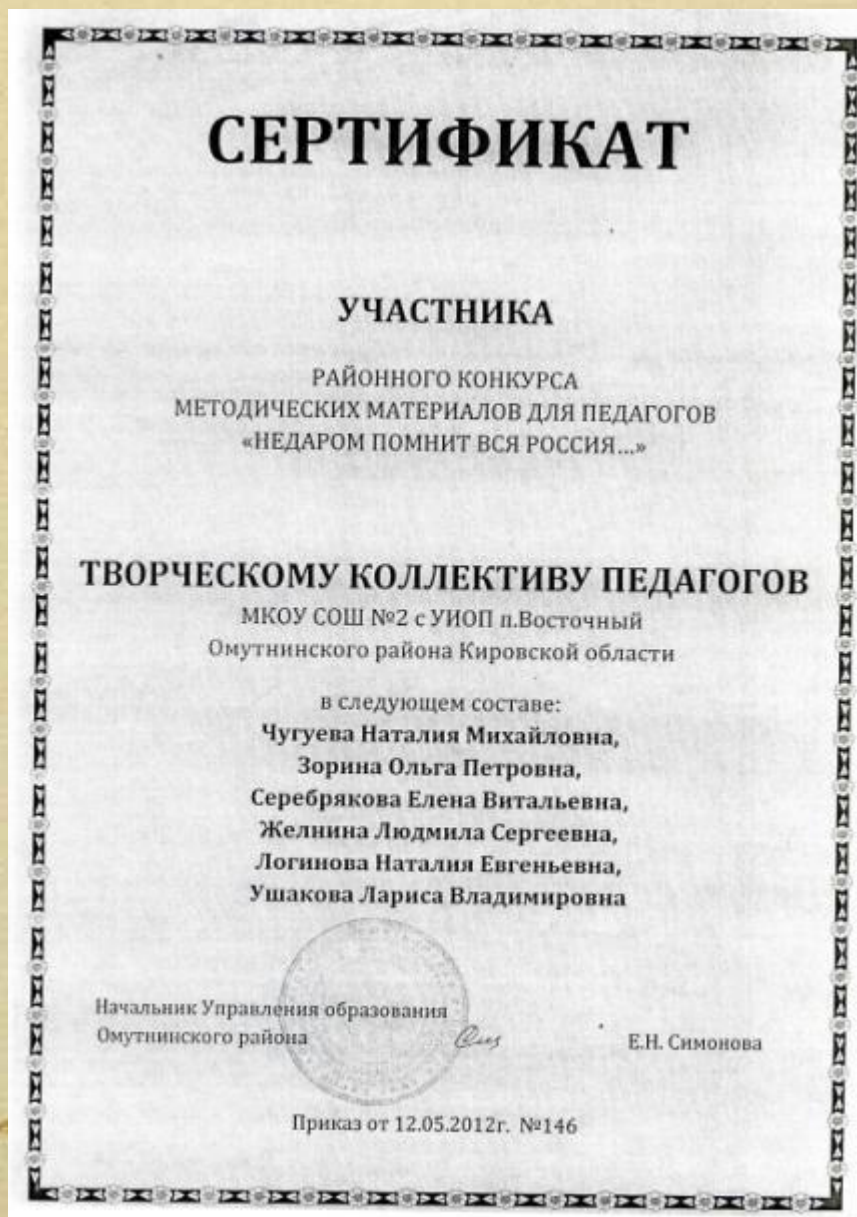 СЕРТИФИКАТ
УЧАСТНИКА
РАЙОННОГО КОНКУРСА
МЕТОДИЧЕСКИХ МАТЕРИАЛОВ ДЛЯ ПЕДАГОГОВ
«НЕДАРОМ ПОМНИТ ВСЯ РОССИЯ...»
ТВОРЧЕСКОМУ КОЛЛЕКТИВУ ПЕДАГОГОВ
МКОУ СОШ №2 с УИОП п.Восточный
Омутнинского района Кировской области
в следующем составе:
Чугуева Наталия Михайловна,
Зорина Ольга Петровна,
Серебрякова Елена Витальевна,
Желнина Людмила Сергеевна,
Логинова Наталия Евгеньевна,
Ушакова Лариса Владимировна
Начальник Управления образования
Омутнинского района Е.Н. Симонова
Приказ от 12.05.2012г. №146